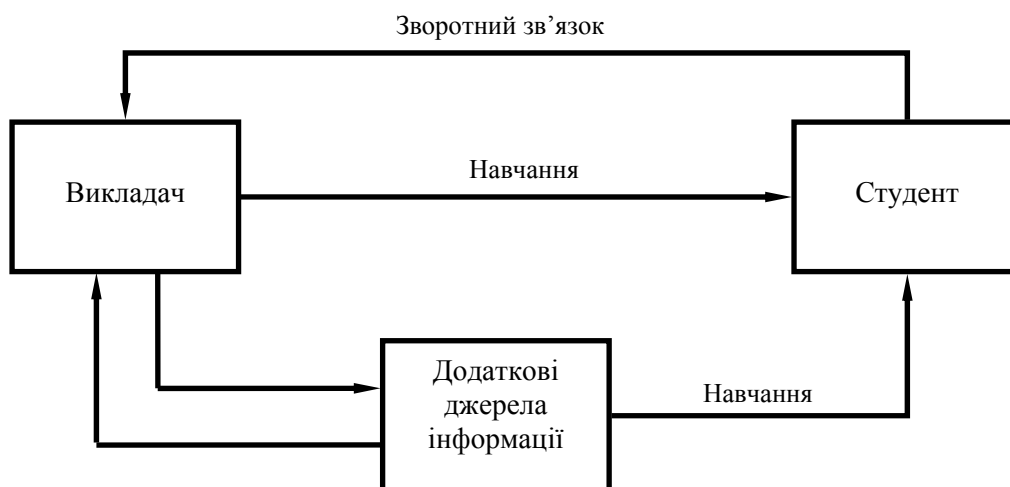 Зворотний зв’язок
Викладач
Навчання
Студент
Додаткові
джерела
інформації
Навчання